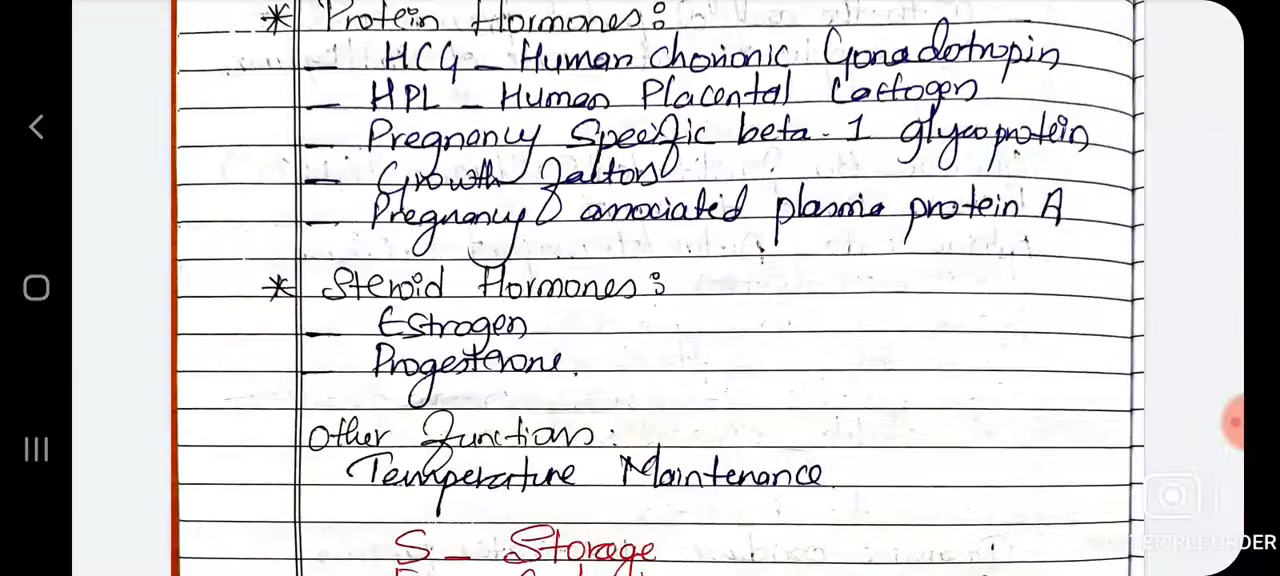 * Protein Hormones:
- HCG - Human chorionic Gonadotropin
- HPL - Human Placental Lactogen
- Pregnancy Specific beta-1 glycoprotein
- Growth Factors
- Pregnancy associated plasma protein A
* Steroid Hormones:
- Estrogen
- Progesterone.
Other Functions:
Temperature Maintenance
S - Storage